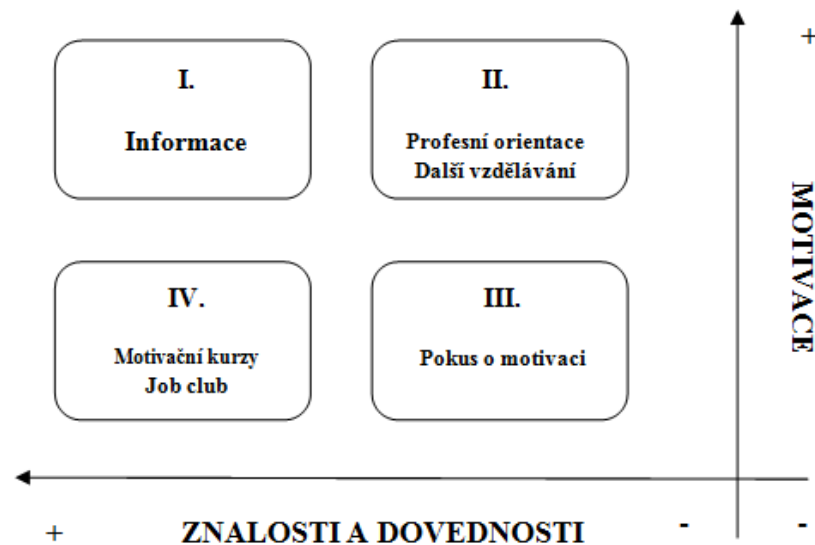 I.
Informace
II.
Profesní orientace
Další vzdělávání
+
MOTIVACE
IV.
Motivační kurzy
Job club
III.
Pokus o motivaci
+
ZNALOSTI A DOVEDNOSTI
-
-